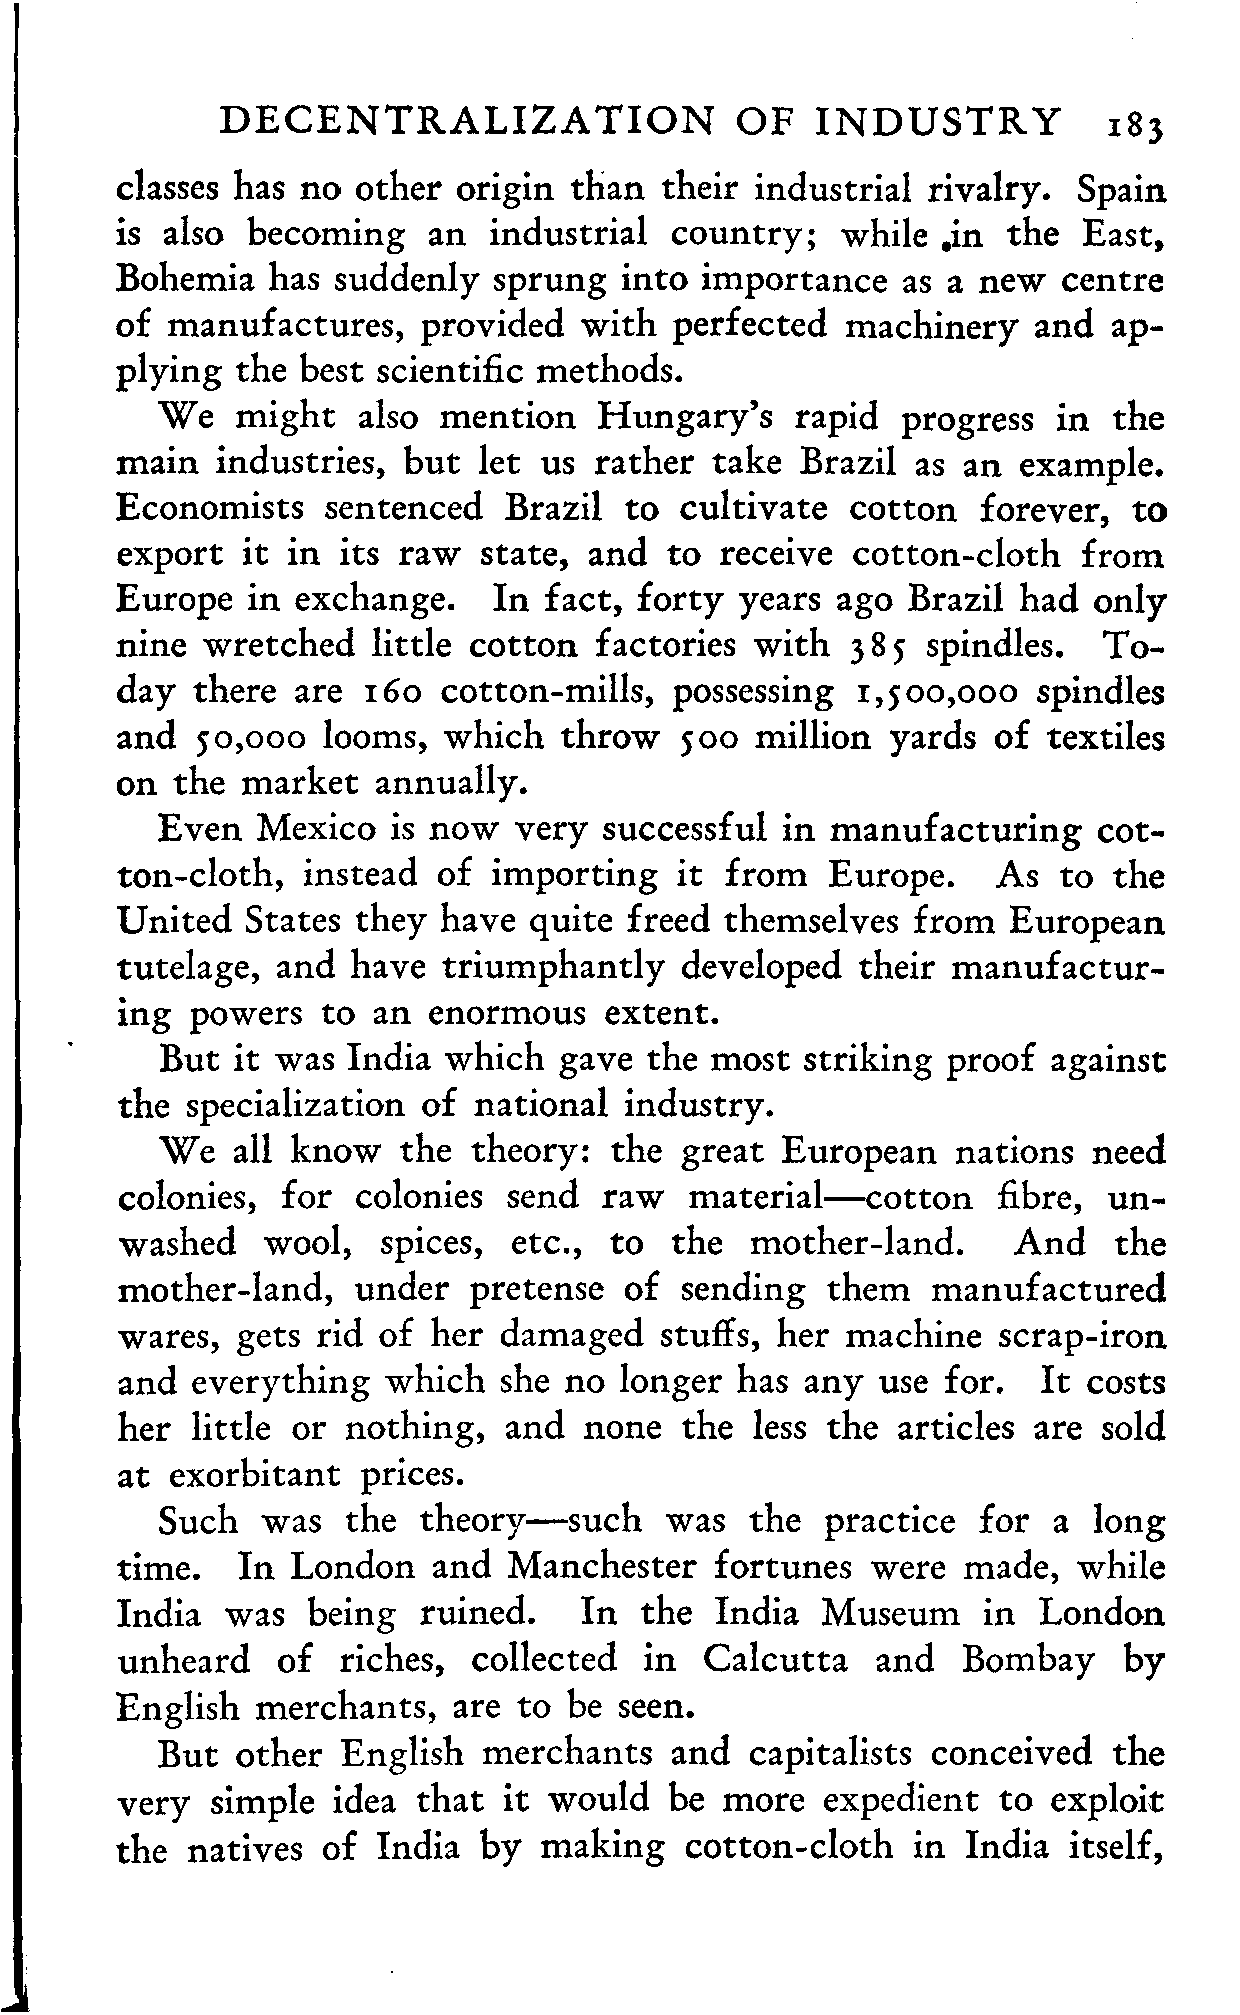 DECENTRALIZATION OF INDUSTRY 183
classes has no other origin than their industrial rivalry. Spain
is also becoming an industrial country; while .in the East,
Bohemia has suddenly sprung into importance as a new centre
of manufactures, provided with perfected machinery and ap-
plying the best scientific methods.
We might also mention Hungary's rapid progress in the
main industries, but let us rather take Brazil as an example.
Economists sentenced Brazil to cultivate cotton forever, to
export it in its raw state, and to receive cotton-cloth from
Europe in exchange. In fact, forty years ago Brazil had only
nine wretched little cotton factories with 385 spindles. To-
day there are 160 cotton-mills, possessing 1,500,000 spindles
and 50,000 looms, which throw 500 million yards of textiles
on the market annually.
Even Mexico is now very successful in manufacturing cot-
ton-cloth, instead of importing it from Europe. As to the
United States they have quite freed themselves from European
tutelage, and have triumphantly developed their manufactur-
ing powers to an enormous extent.
But it was India which gave the most striking proof against
the specialization of national industry.
We all know the theory: the great European nations need
colonies, for colonies send raw material—cotton fibre, un-
washed wool, spices, etc., to the mother-land. And the
mother-land, under pretense of sending them manufactured
wares, gets rid of her damaged stuffs, her machine scrap-iron
and everything which she no longer has any use for. It costs
her little or nothing, and none the less the articles are sold
at exorbitant prices.
Such was the theory—such was the practice for a long
time. In London and Manchester fortunes were made, while
India was being ruined. In the India Museum in London
unheard of riches, collected in Calcutta and Bombay by
English merchants, are to be seen.
But other English merchants and capitalists conceived the
very simple idea that it would be more expedient to exploit
the natives of India by making cotton-cloth in India itself,